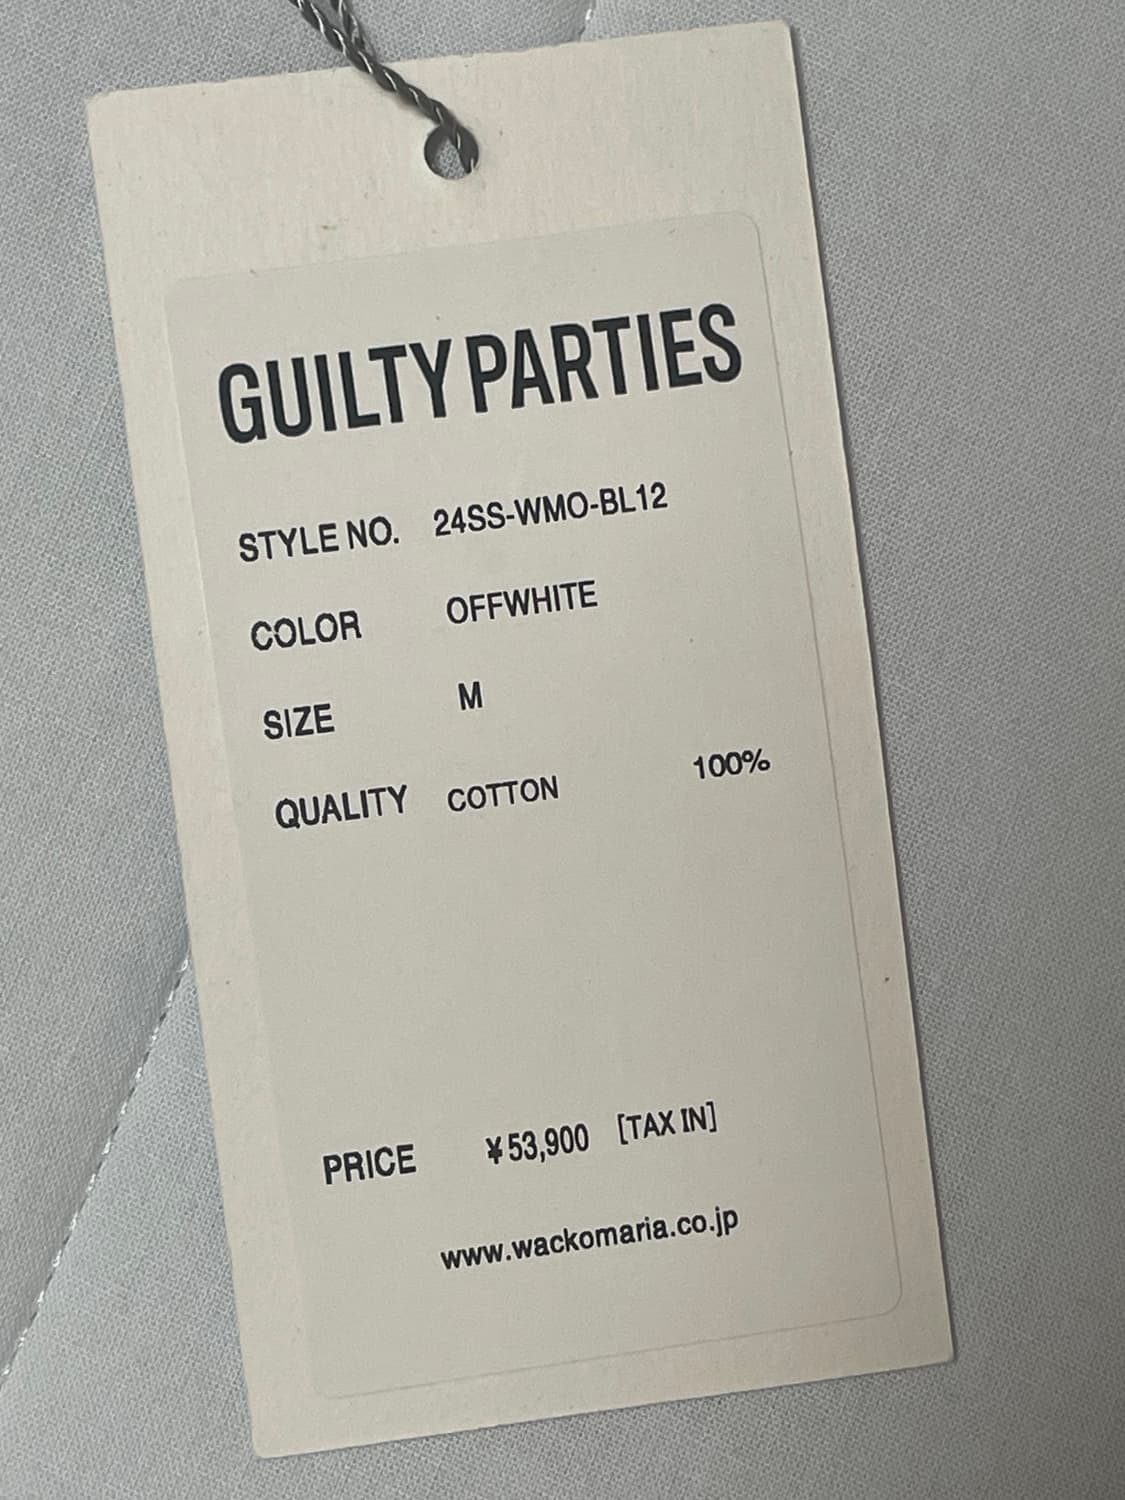 GUILTY PARTIES
STYLE NO. 24SS-WMO-BL12
COLOR OFFWHITE
SIZE M
QUALITY COTTON 100%
PRICE ¥53,900 [TAX IN]
www.wackomaria.co.jp